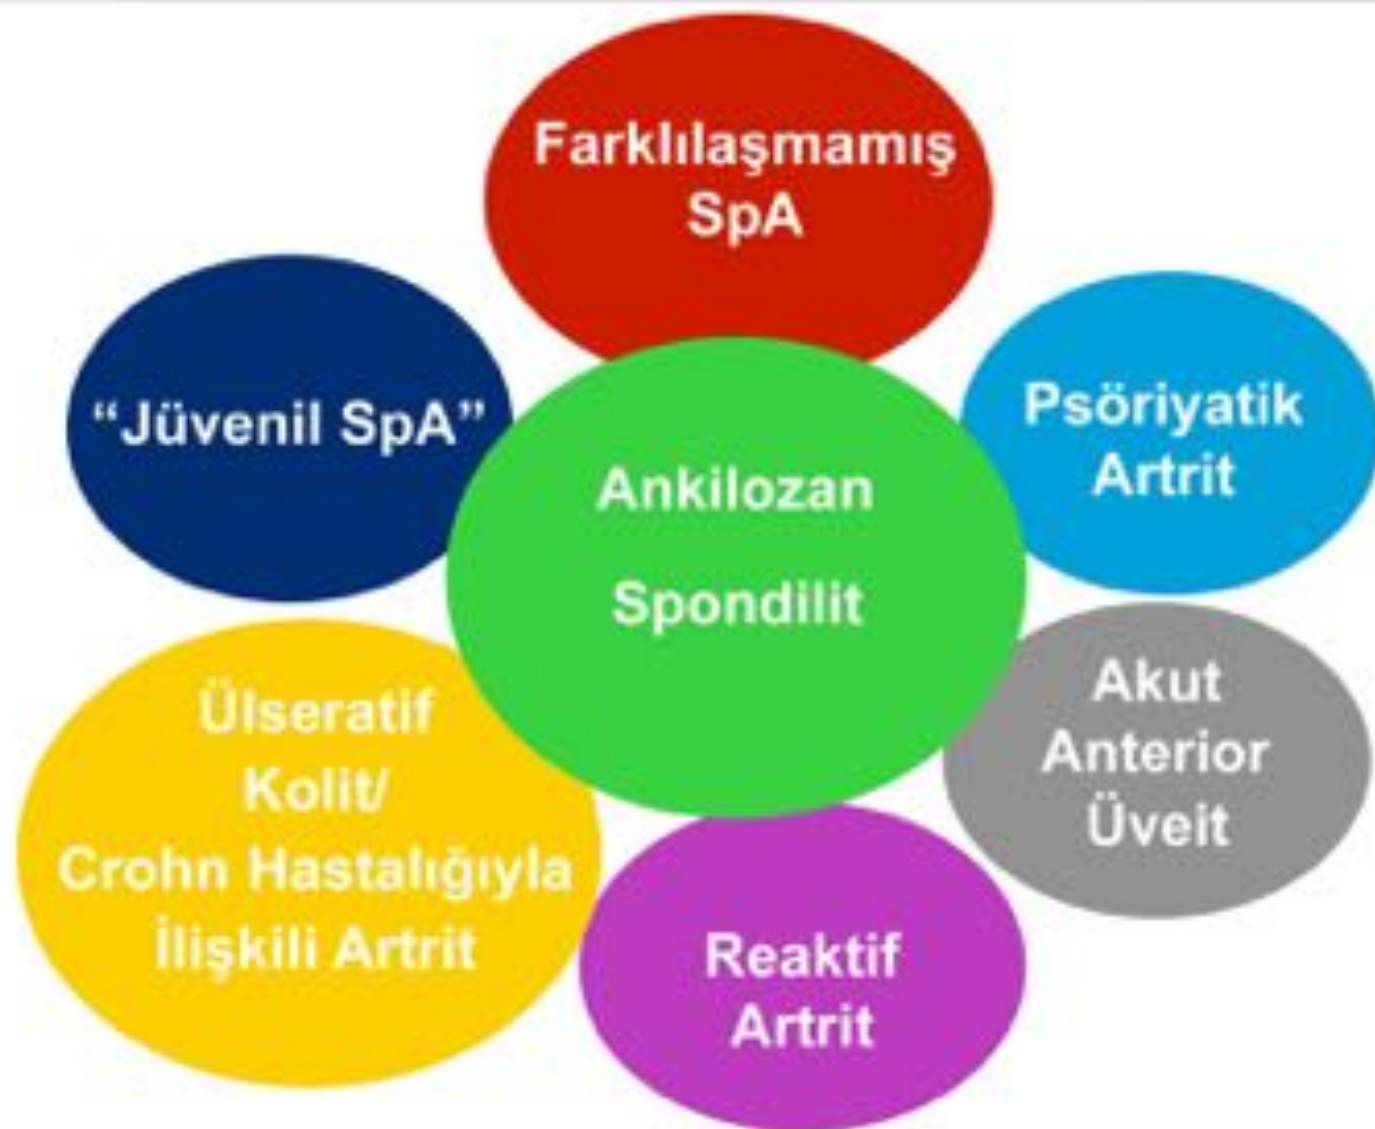 Farklılaşmamış
SpA
“Jüvenil SpA”
Psöriyatik
Artrit
Ankilozan
Spondilit
Ülseratif
Kolit/
Crohn Hastalığıyla
İlişkili Artrit
Akut
Anterior
Üveit
Reaktif
Artrit